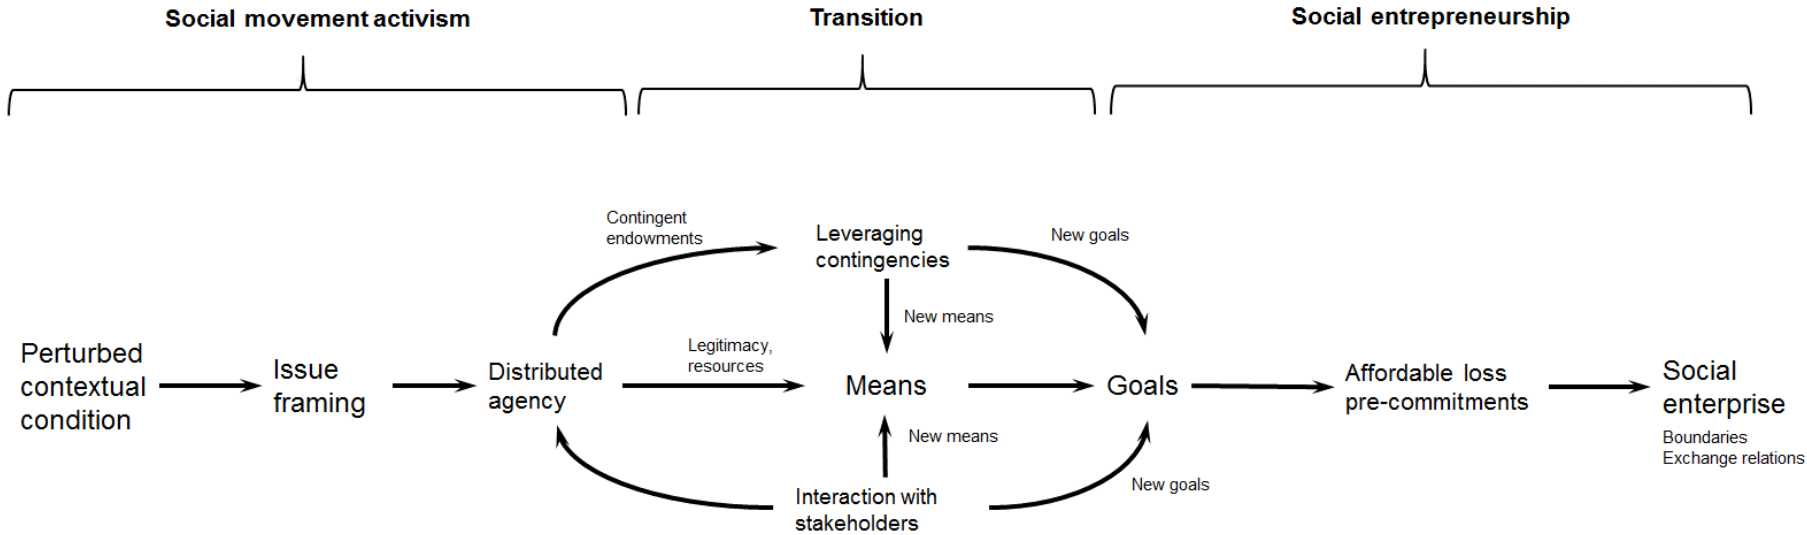 Social movement activism
Transition
Social entrepreneurship
Contingent
endowments
Leveraging
contingencies
New goals
New means
Perturbed
contextual
condition
Issue
framing
Distributed
agency
Legitimacy,
resources
Means
Goals
Affordable loss
pre-commitments
Social
enterprise
Boundaries
Exchange relations
New means
Interaction with
stakeholders
New goals